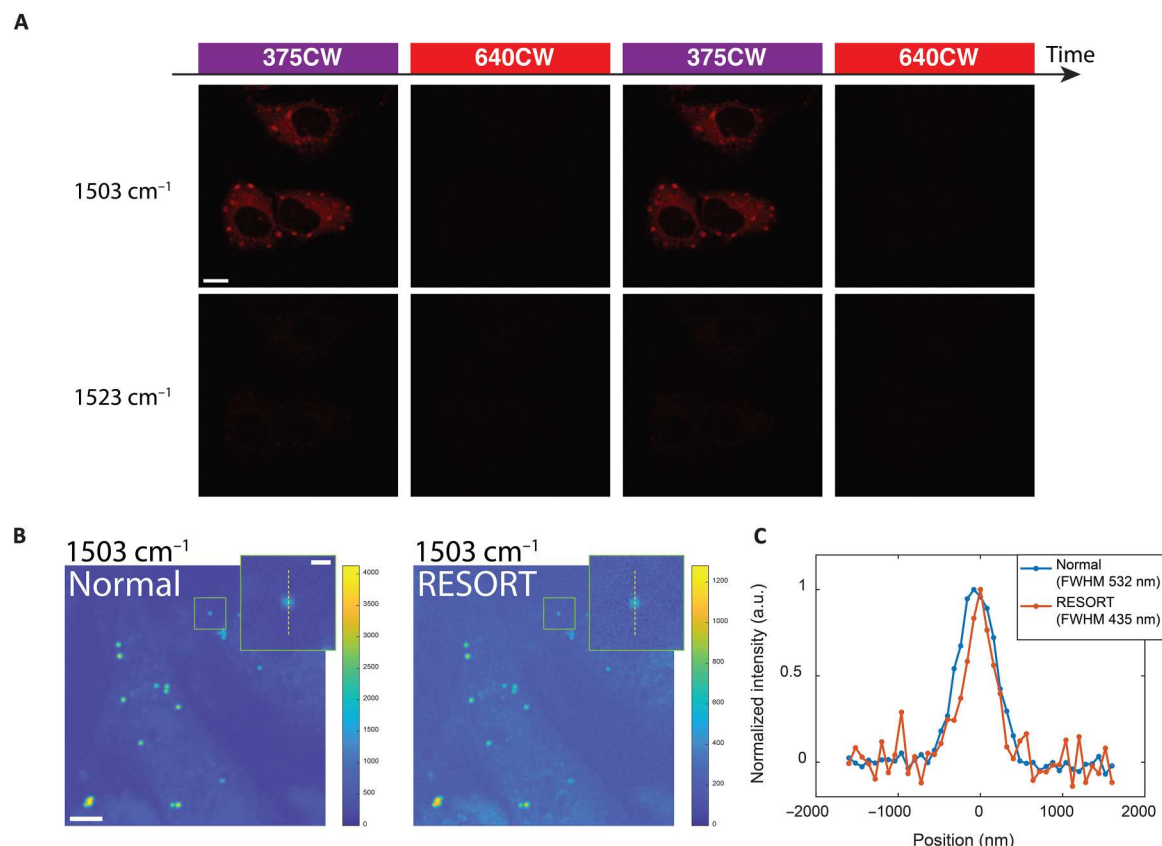 A
375CW 640CW 375CW 640CW Time
1503 cm⁻¹
1523 cm⁻¹
B
1503 cm⁻¹
Normal
4000
3500
3000
2500
2000
1500
1000
500
0
1503 cm⁻¹
RESORT
1200
1000
800
600
400
200
0
C
Normal
(FWHM 532 nm)
RESORT
(FWHM 435 nm)
Normalized intensity (a.u.)
1
0.5
0
−2000 −1000 0 1000 2000
Position (nm)